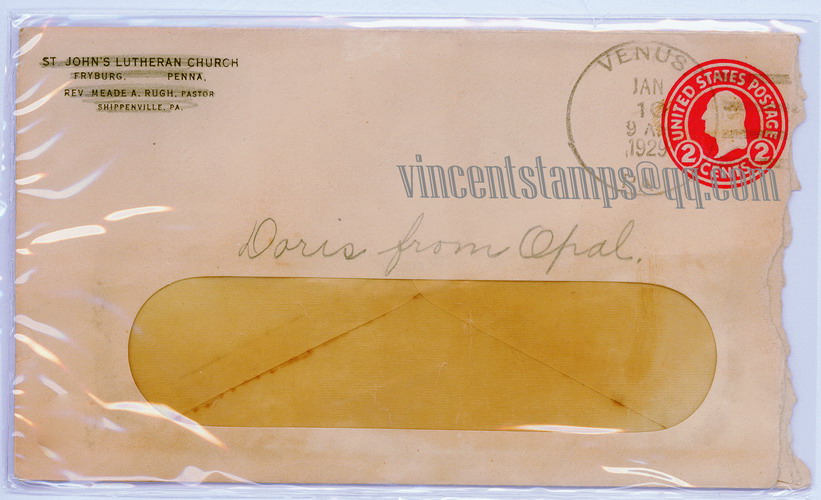 ST JOHN'S LUTHERAN CHURCH
FRYBURG, PENNA,
REV MEADE A. RUGH, PASTOR
SHIPPENVILLE, PA.
VENUS
JAN
9 A
1929
UNITED STATES POSTAGE
2 CENTS 2
vincentstamps@qq.com
Doris from Opal.